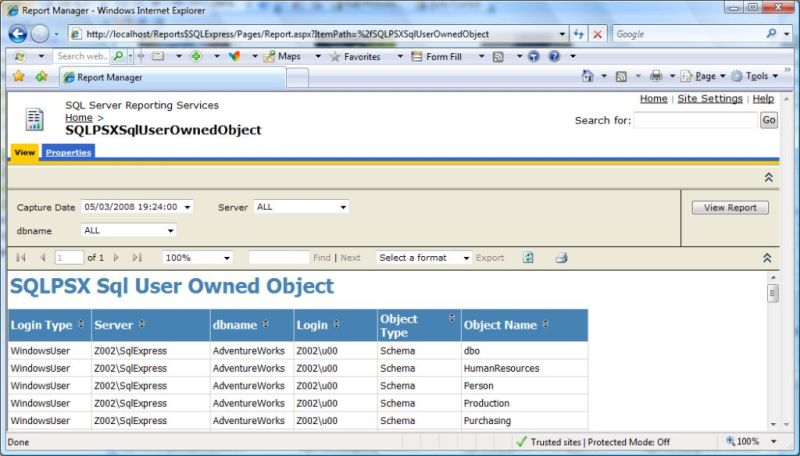 Report Manager - Windows Internet Explorer
http://localhost/Reports$SQLExpress/Pages/Report.aspx?ItemPath=%2fSQLPSXSqlUserOwnedObject
Google
Search web..
Maps
Favorites
Form Fill
Report Manager
Page
Tools
SQL Server Reporting Services
Home | Site Settings | Help
Home >
SQLPSXSqlUserOwnedObject
Search for:
Go
View
Properties
Capture Date 05/03/2008 19:24:00 Server ALL
View Report
dbname ALL
1 of 1 100% Find | Next Select a format Export
SQLPSX Sql User Owned Object
Login Type Server dbname Login Object Type Object Name
WindowsUser Z002\SqlExpress AdventureWorks Z002\u00 Schema dbo
WindowsUser Z002\SqlExpress AdventureWorks Z002\u00 Schema HumanResources
WindowsUser Z002\SqlExpress AdventureWorks Z002\u00 Schema Person
WindowsUser Z002\SqlExpress AdventureWorks Z002\u00 Schema Production
WindowsUser Z002\SqlExpress AdventureWorks Z002\u00 Schema Purchasing
Done
Trusted sites | Protected Mode: Off
100%